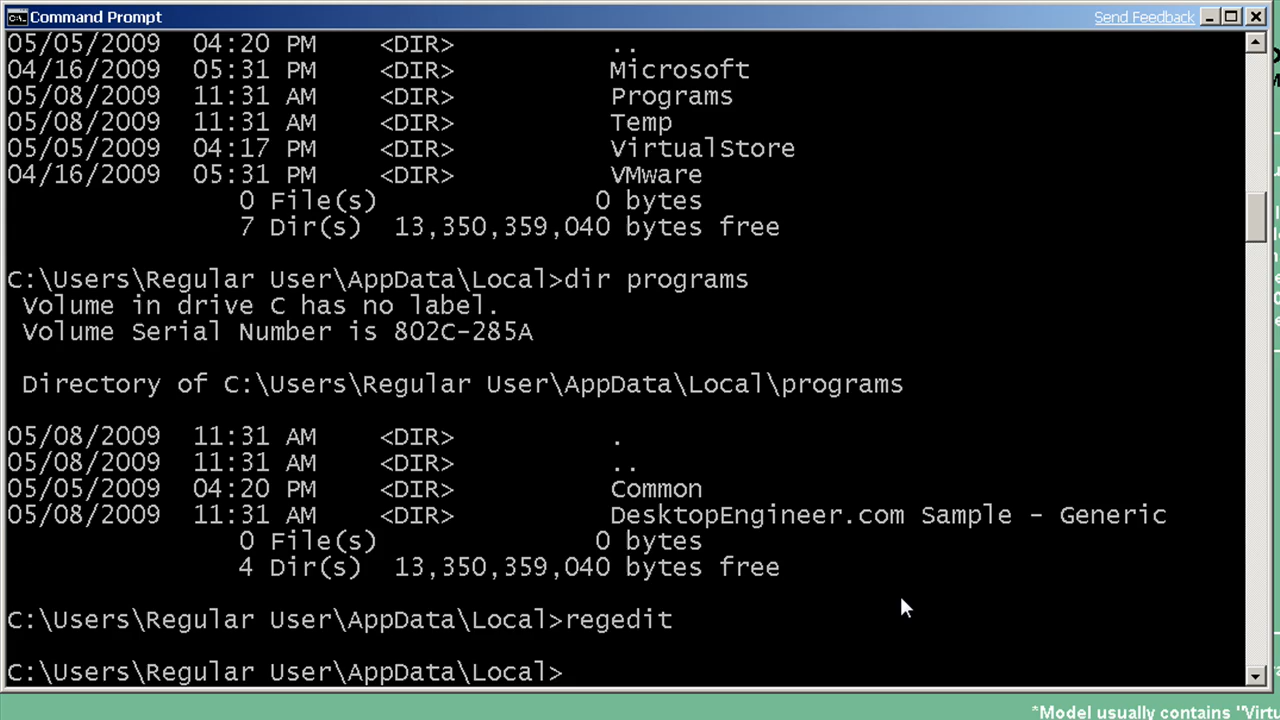 Command Prompt
Send Feedback
05/05/2009 04:20 PM <DIR> ..
04/16/2009 05:31 PM <DIR> Microsoft
05/08/2009 11:31 AM <DIR> Programs
05/08/2009 11:31 AM <DIR> Temp
05/05/2009 04:17 PM <DIR> VirtualStore
04/16/2009 05:31 PM <DIR> VMware
0 File(s) 0 bytes
7 Dir(s) 13,350,359,040 bytes free
C:\Users\Regular User\AppData\Local>dir programs
Volume in drive C has no label.
Volume Serial Number is 802C-285A
Directory of C:\Users\Regular User\AppData\Local\programs
05/08/2009 11:31 AM <DIR> .
05/08/2009 11:31 AM <DIR> ..
05/05/2009 04:20 PM <DIR> Common
05/08/2009 11:31 AM <DIR> DesktopEngineer.com Sample - Generic
0 File(s) 0 bytes
4 Dir(s) 13,350,359,040 bytes free
C:\Users\Regular User\AppData\Local>regedit
C:\Users\Regular User\AppData\Local>
*Model usually contains "Virtu